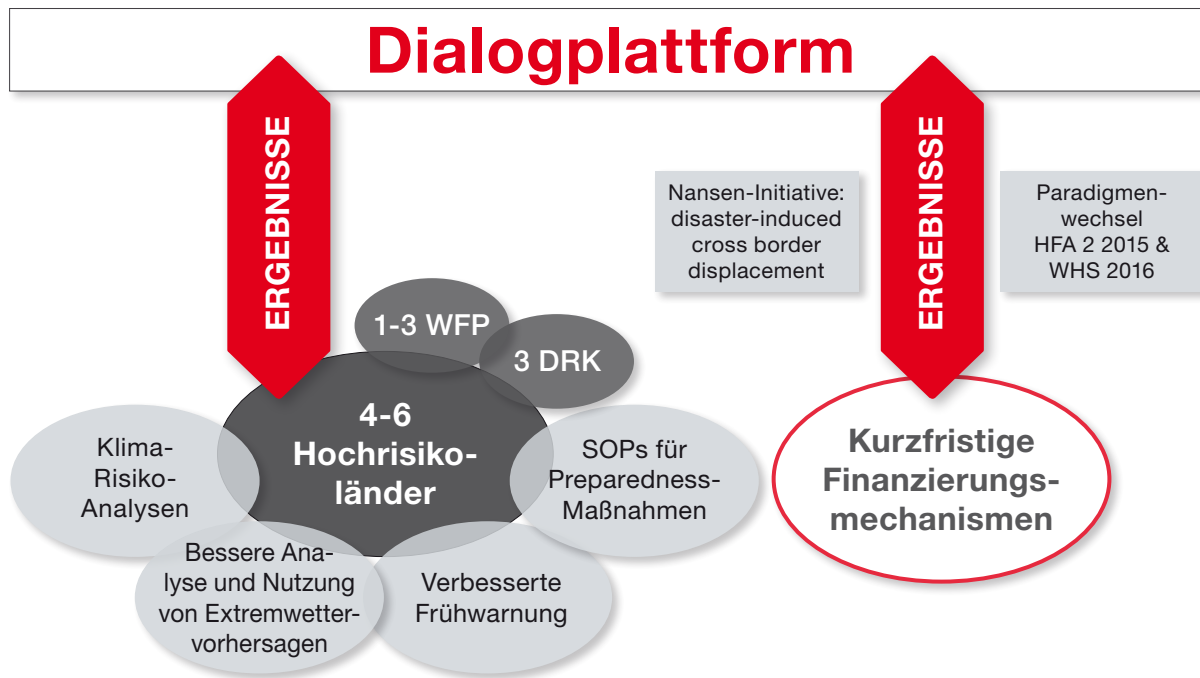 Dialogplattform
ERGEBNISSE
ERGEBNISSE
Nansen-Initiative:
disaster-induced
cross border
displacement
Paradigmen-
wechsel
HFA 2 2015 &
WHS 2016
1-3 WFP
3 DRK
4-6
Hochrisiko-
länder
Klima-
Risiko-
Analysen
Bessere Ana-
lyse und Nutzung
von Extremwetter-
vorhersagen
Verbesserte
Frühwarnung
SOPs für
Preparedness-
Maßnahmen
Kurzfristige
Finanzierungs-
mechanismen